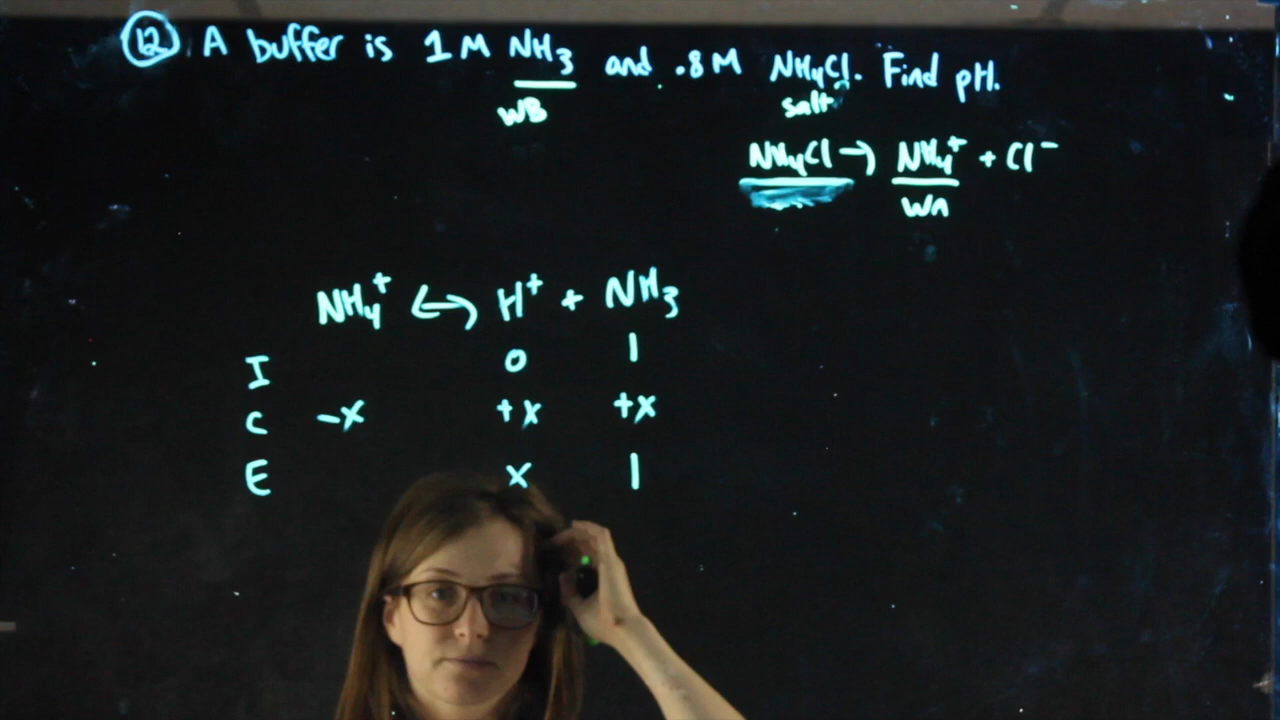 12 A buffer is 1 M NH₃ and .8M NH₄Cl. Find pH.
WB salt
NH₄Cl → NH₄⁺ + Cl⁻
WA
NH₄⁺ ↔ H⁺ + NH₃
I 0 1
C -x +x +x
E x 1